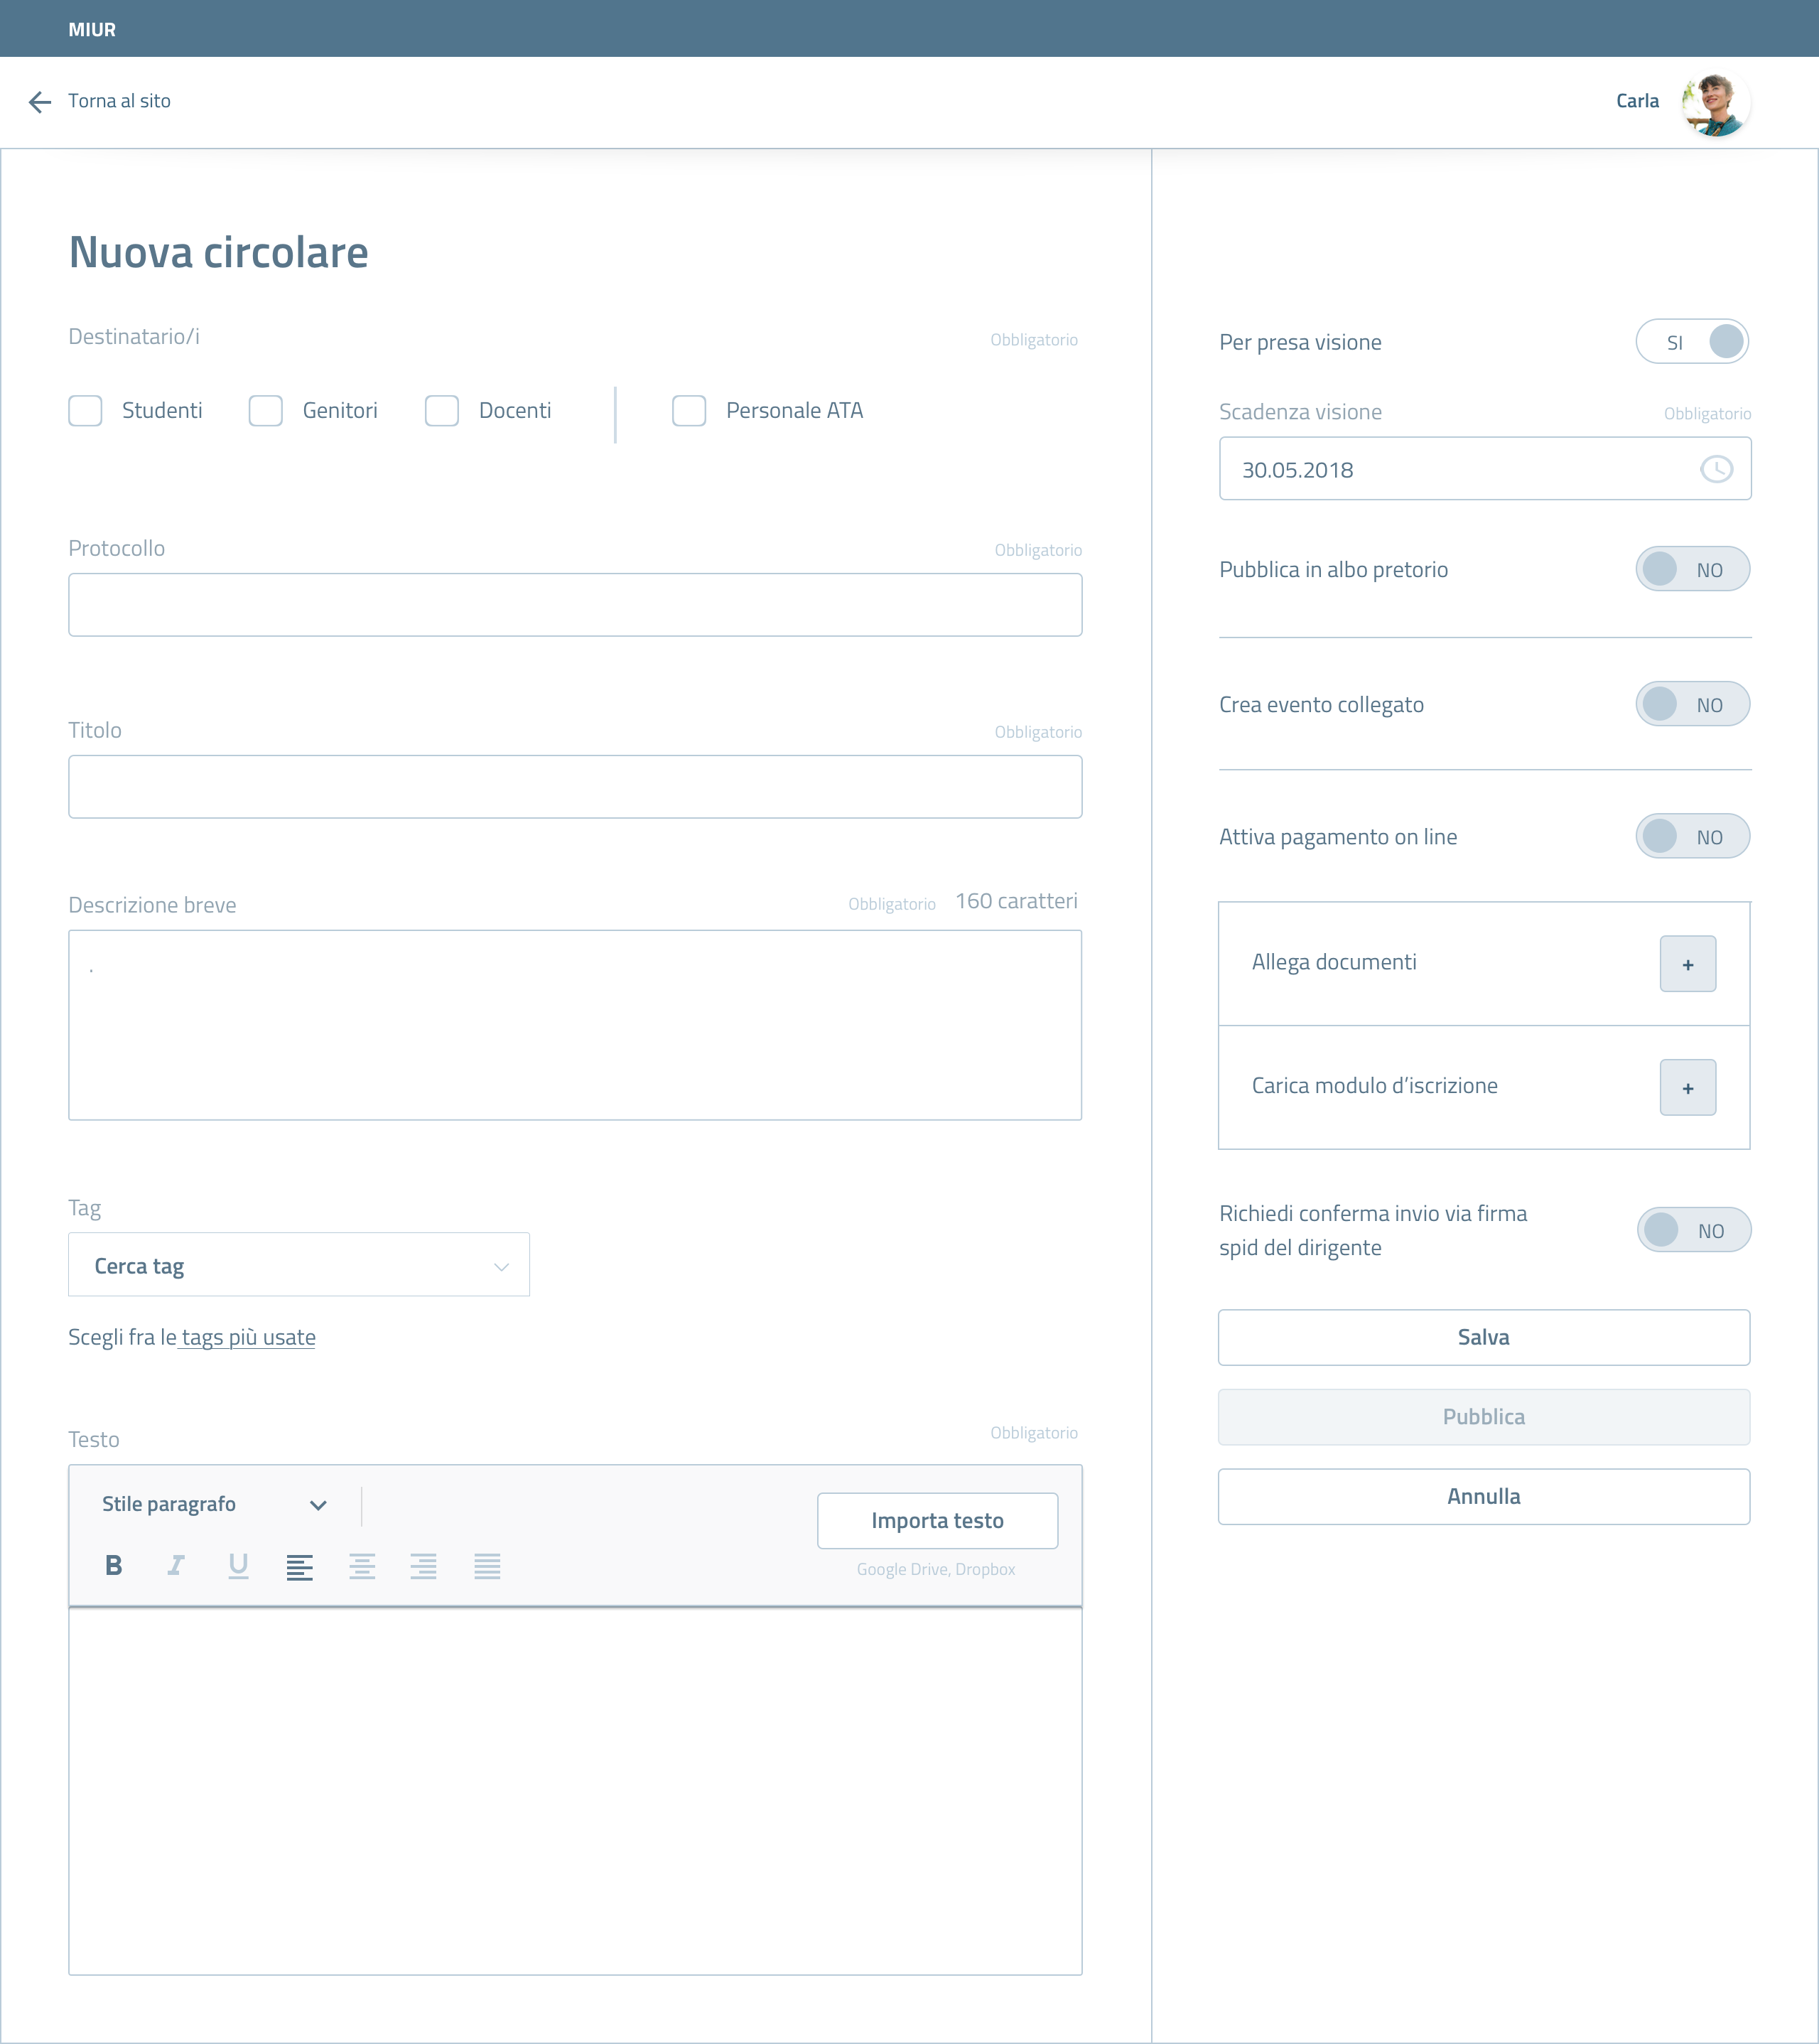 MIUR
Torna al sito
Carla
Nuova circolare
Destinatario/i
Obbligatorio
Studenti
Genitori
Docenti
Personale ATA
Protocollo
Obbligatorio
Titolo
Obbligatorio
Descrizione breve
Obbligatorio
160 caratteri
.
Tag
Cerca tag
Scegli fra le tags più usate
Testo
Obbligatorio
Stile paragrafo
Importa testo
B I U
Google Drive, Dropbox
Per presa visione
SI
Scadenza visione
Obbligatorio
30.05.2018
Pubblica in albo pretorio
NO
Crea evento collegato
NO
Attiva pagamento on line
NO
Allega documenti
+
Carica modulo d’iscrizione
+
Richiedi conferma invio via firma
spid del dirigente
NO
Salva
Pubblica
Annulla